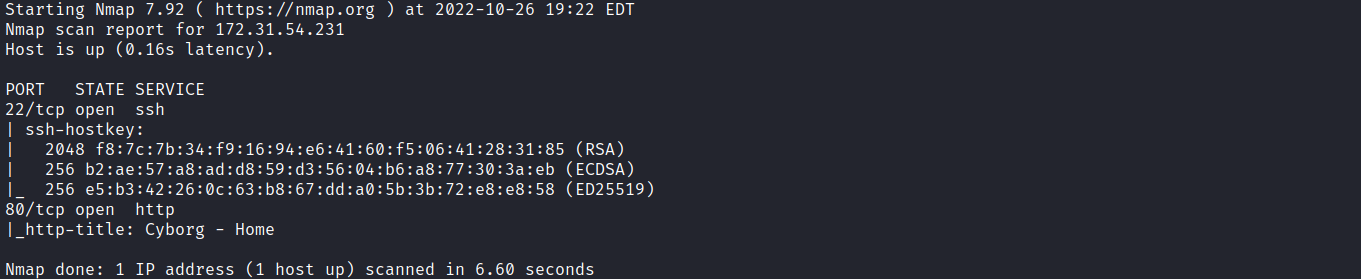 Starting Nmap 7.92 ( https://nmap.org ) at 2022-10-26 19:22 EDT
Nmap scan report for 172.31.54.231
Host is up (0.16s latency).
PORT   STATE SERVICE
22/tcp open  ssh
| ssh-hostkey:
|   2048 f8:7c:7b:34:f9:16:94:e6:41:60:f5:06:41:28:31:85 (RSA)
|   256 b2:ae:57:a8:ad:d8:59:d3:56:04:b6:a8:77:30:3a:eb (ECDSA)
|_  256 e5:b3:42:26:0c:63:b8:67:dd:a0:5b:3b:72:e8:e8:58 (ED25519)
80/tcp open  http
|_http-title: Cyborg - Home
Nmap done: 1 IP address (1 host up) scanned in 6.60 seconds